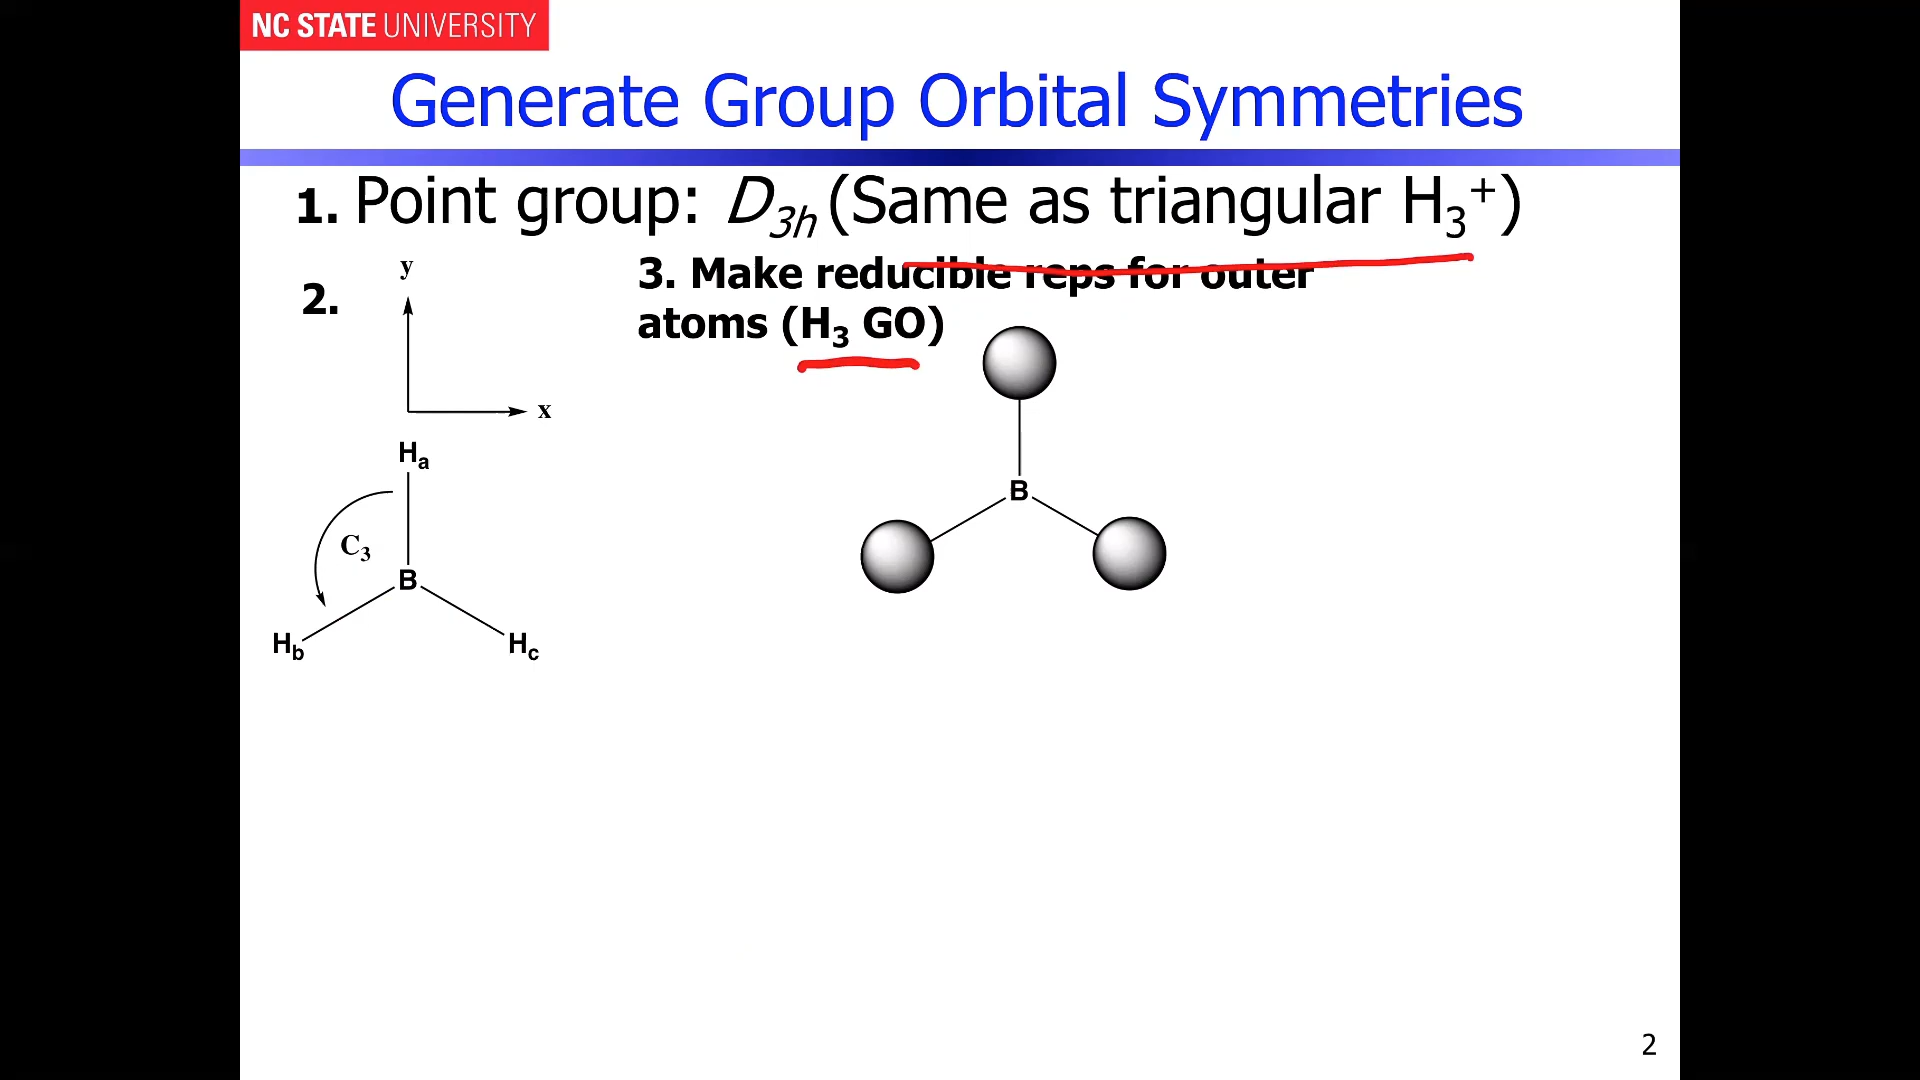 NC STATE UNIVERSITY
Generate Group Orbital Symmetries
1. Point group: D3h (Same as triangular H3+)
2.
y
x
3. Make reducible reps for outer
atoms (H3 GO)
Ha
C3
B
Hb
Hc
B
2